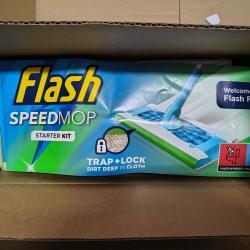 Flash
SPEEDMOP
STARTER KIT
TRAP+LOCK
DIRT DEEP IN CLOTH
Welcome
Flash